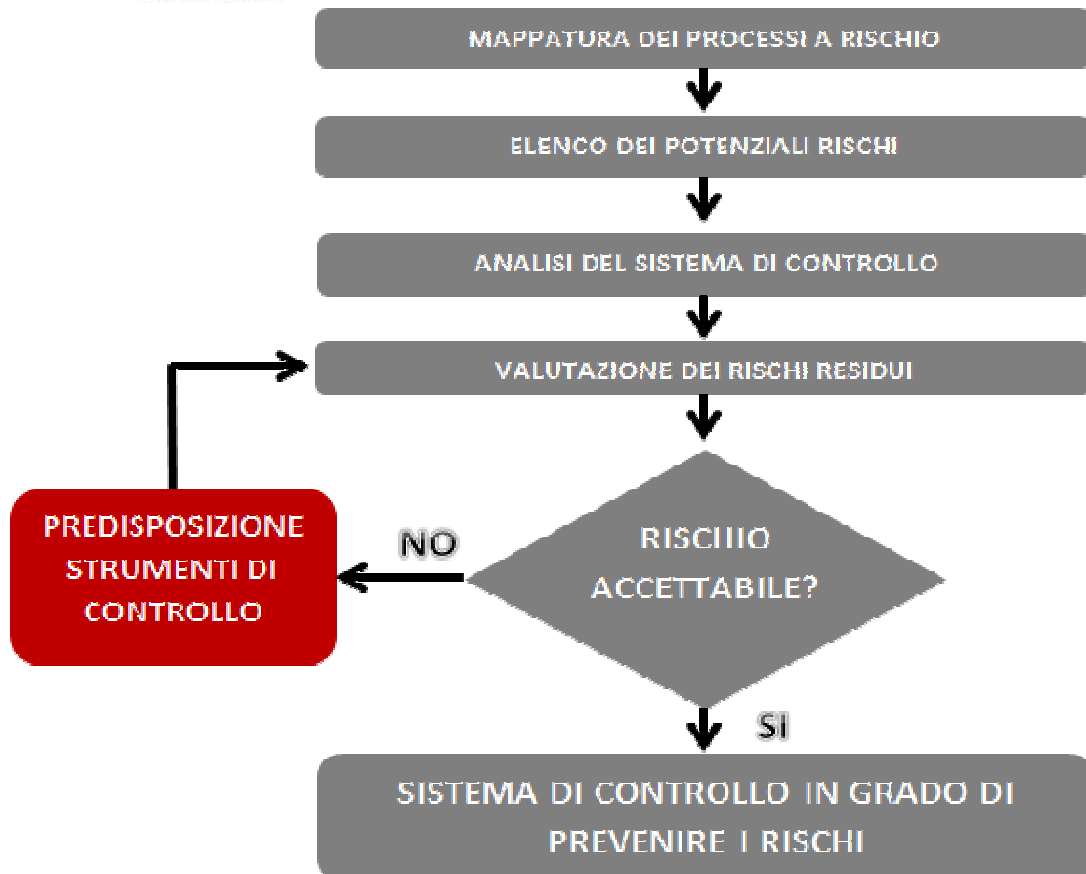 MAPPATURA DEI PROCESSI A RISCHIO
ELENCO DEI POTENZIALI RISCHI
ANALISI DEL SISTEMA DI CONTROLLO
VALUTAZIONE DEI RISCHI RESIDUI
RISCHIO
ACCETTABILE?
NO
PREDISPOSIZIONE
STRUMENTI DI
CONTROLLO
SI
SISTEMA DI CONTROLLO IN GRADO DI
PREVENIRE I RISCHI